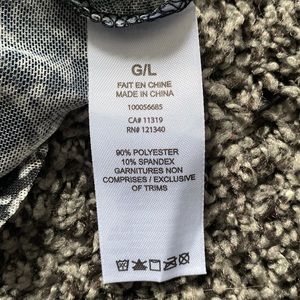 G/L
FAIT EN CHINE
MADE IN CHINA
100056685
CA# 11319
RN# 121340
90% POLYESTER
10% SPANDEX
GARNITURES NON
COMPRISES / EXCLUSIVE
OF TRIMS